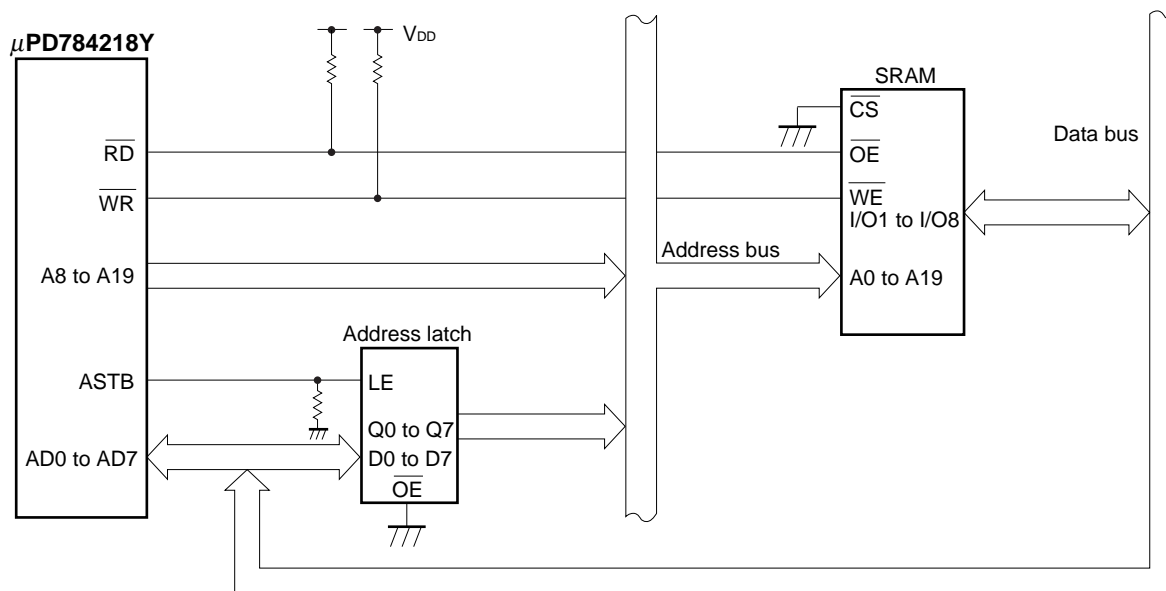 μPD784218Y
VDD
SRAM
CS
Data bus
RD
OE
WR
WE
I/O1 to I/O8
Address bus
A8 to A19
A0 to A19
Address latch
ASTB
LE
Q0 to Q7
AD0 to AD7
D0 to D7
OE